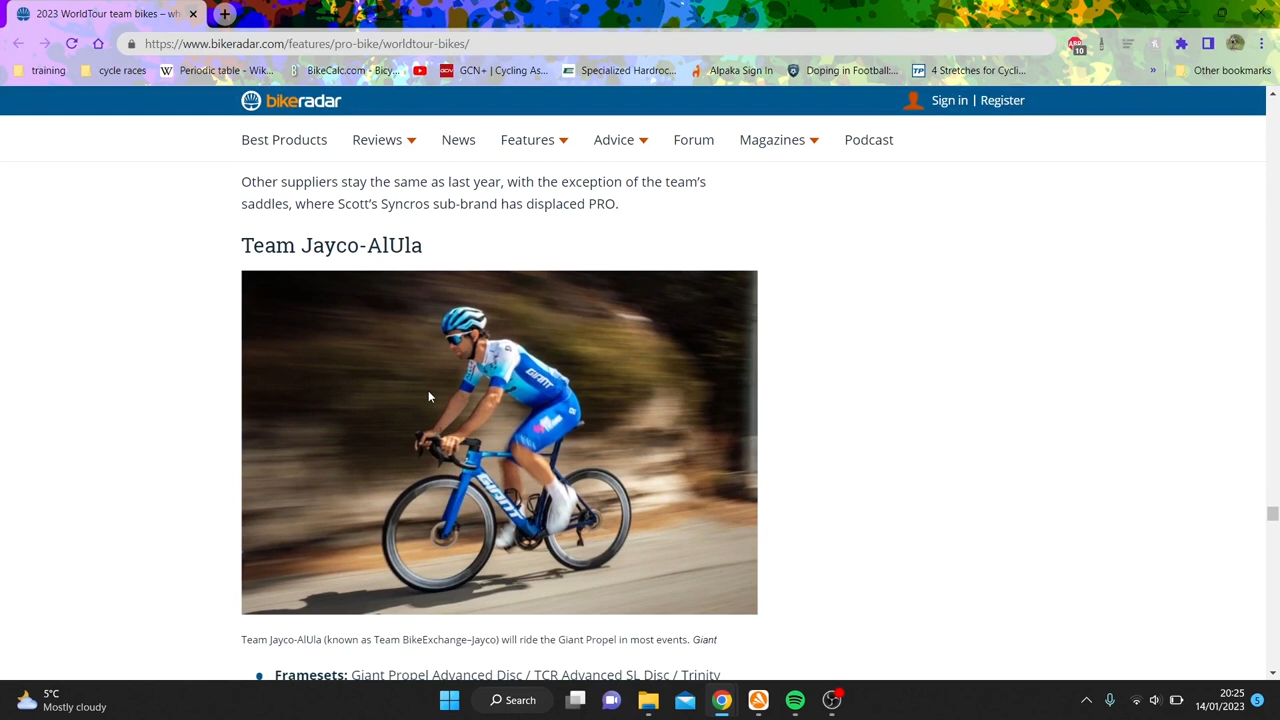 2023 WorldTour team bikes – wh
https://www.bikeradar.com/features/pro-bike/worldtour-bikes/
10
training
cycle races
Periodic table - Wik...
BikeCalc.com - Bicy...
GCN+ | Cycling As...
Specialized Hardroc...
Alpaka Sign In
Doping in Football:...
4 Stretches for Cycli...
»
Other bookmarks
bikeradar
Sign in | Register
Best Products
Reviews
News
Features
Advice
Forum
Magazines
Podcast
Other suppliers stay the same as last year, with the exception of the team's
saddles, where Scott's Syncros sub-brand has displaced PRO.
Team Jayco-AlUla
GIANT
GIANT
Team Jayco-AlUla (known as Team BikeExchange–Jayco) will ride the Giant Propel in most events. Giant
Framesets: Giant Propel Advanced Disc / TCR Advanced SL Disc / Trinity
5°C
Mostly cloudy
Search
20:25
14/01/2023
5